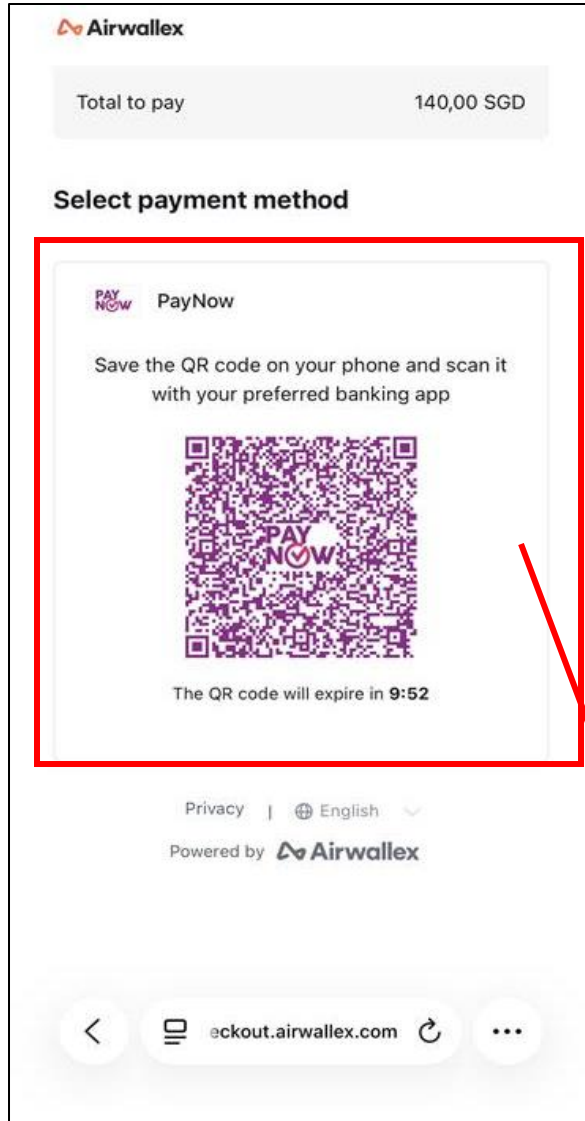 Airwallex
Total to pay 140,00 SGD
Select payment method
PAY NOW PayNow
Save the QR code on your phone and scan it
with your preferred banking app
PAY
NOW
The QR code will expire in 9:52
Privacy | English
Powered by Airwallex
eckout.airwallex.com